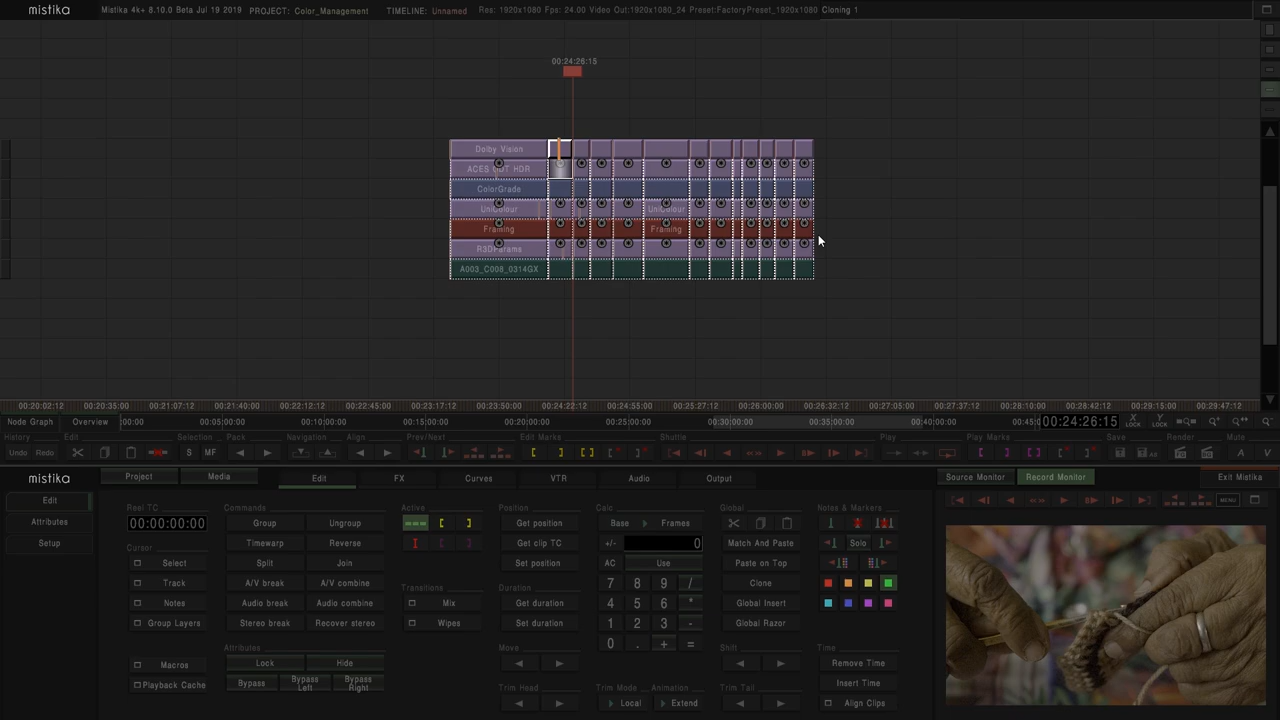 mistika Mistika 4k+ 8.10.0 Beta Jul 19 2019 PROJECT: Color_Management TIMELINE: Unnamed Res: 1920x1080 Fps: 24.00 Video Out:1920x1080_24 Preset:FactoryPreset_1920x1080 Cloning 1
00:24:26:15
Dolby Vision
ACES OUT HDR
ColorGrade
UniColour UniColour
Framing Framing
R3DParams
A003_C008_0314GX
00:20:02:12 00:20:35:00 00:21:07:12 00:21:40:00 00:22:12:12 00:22:45:00 00:23:17:12 00:23:50:00 00:24:22:12 00:24:55:00 00:25:27:12 00:26:00:00 00:26:32:12 00:27:05:00 00:27:37:12 00:28:10:00 00:28:42:12 00:29:15:00 00:29:47:12
Node Graph Overview :00:00 00:05:00:00 00:10:00:00 00:15:00:00 00:20:00:00 00:25:00:00 00:30:00:00 00:35:00:00 00:40:00:00 00:45: 00:24:26:15 X LOCK Y LOCK
History Edit Selection Pack Navigation Align Prev/Next Edit Marks Shuttle Play Play Marks Save Render Mute
Undo Redo S MF All A V
mistika Project Media Edit FX Curves VTR Audio Output Source Monitor Record Monitor Exit Mistika
Edit
Attributes
Setup
Reel TC
00:00:00:00
Cursor
Select
Track
Notes
Group Layers
Macros
Playback Cache
Commands
Group Ungroup
Timewarp Reverse
Split Join
A/V break A/V combine
Audio break Audio combine
Stereo break Recover stereo
Attributes
Lock Hide
Bypass Bypass Left Bypass Right
Active
Transitions
Mix
Wipes
Position
Get position
Get clip TC
Set position
Duration
Get duration
Set duration
Move
Trim Head
Calc
Base Frames
+/- 0
AC Use
7 8 9 /
4 5 6 *
1 2 3 -
0 . + =
Trim Mode Animation
Local Extend
Global
Match And Paste
Paste on Top
Clone
Global Insert
Global Razor
Shift
Trim Tail
Notes & Markers
Solo
Time
Remove Time
Insert Time
Align Clips
MENU